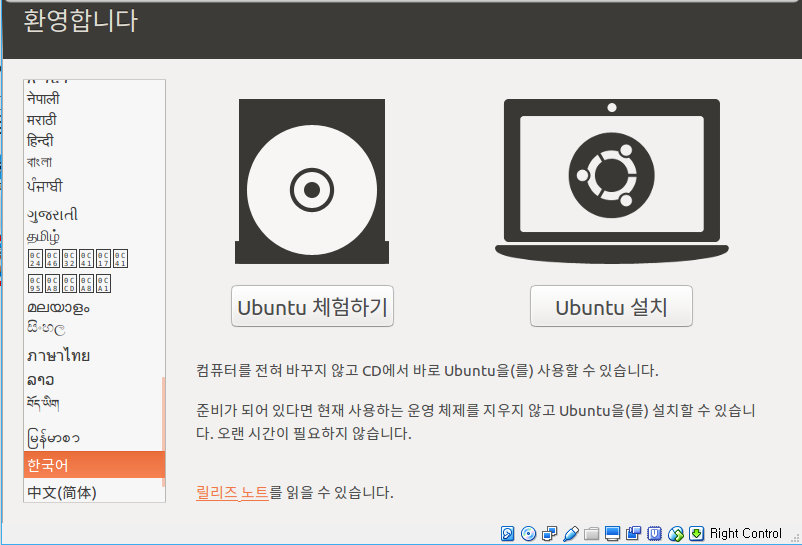 환영합니다
नेपाली
मराठी
हिन्दी
বাংলা
ਪੰਜਾਬੀ
ગુજરાતી
தமிழ்
മലയാളം
සිංහල
ภาษาไทย
ລາວ
བོད་ཡིག
မြန်မာစာ
한국어
中文(简体)
Ubuntu 체험하기
Ubuntu 설치
컴퓨터를 전혀 바꾸지 않고 CD에서 바로 Ubuntu을(를) 사용할 수 있습니다.
준비가 되어 있다면 현재 사용하는 운영 체제를 지우지 않고 Ubuntu을(를) 설치할 수 있습니
다. 오랜 시간이 필요하지 않습니다.
릴리즈 노트를 읽을 수 있습니다.
Right Control